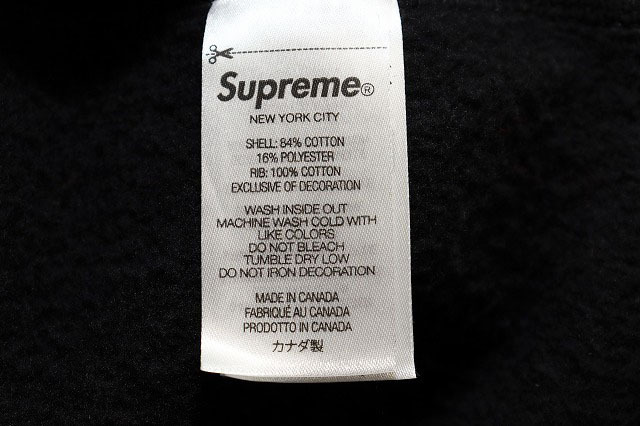 Supreme®
NEW YORK CITY
SHELL: 84% COTTON
16% POLYESTER
RIB: 100% COTTON
EXCLUSIVE OF DECORATION
WASH INSIDE OUT
MACHINE WASH COLD WITH
LIKE COLORS
DO NOT BLEACH
TUMBLE DRY LOW
DO NOT IRON DECORATION
MADE IN CANADA
FABRIQUÉ AU CANADA
PRODOTTO IN CANADA
カナダ製